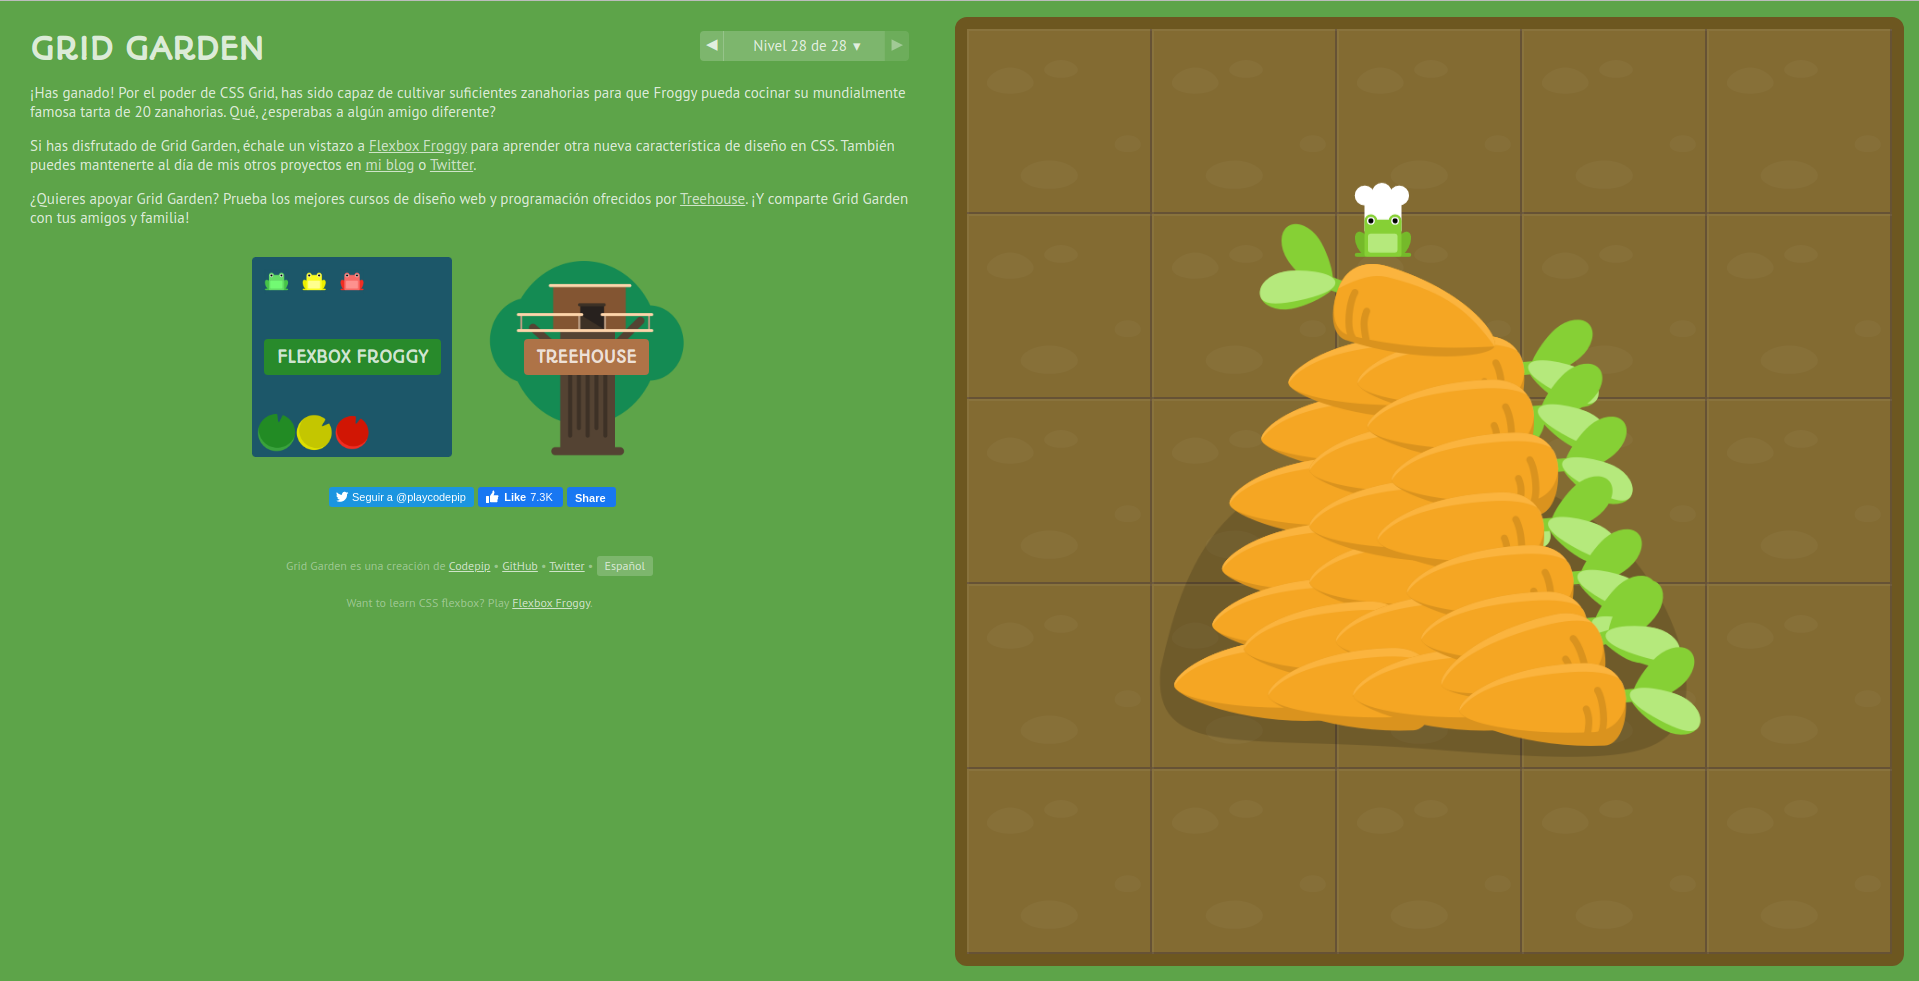 GRID GARDEN
◀ Nivel 28 de 28 ▾ ▶
¡Has ganado! Por el poder de CSS Grid, has sido capaz de cultivar suficientes zanahorias para que Froggy pueda cocinar su mundialmente
famosa tarta de 20 zanahorias. Qué, ¿esperabas a algún amigo diferente?
Si has disfrutado de Grid Garden, échale un vistazo a Flexbox Froggy para aprender otra nueva característica de diseño en CSS. También
puedes mantenerte al día de mis otros proyectos en mi blog o Twitter.
¿Quieres apoyar Grid Garden? Prueba los mejores cursos de diseño web y programación ofrecidos por Treehouse. ¡Y comparte Grid Garden
con tus amigos y familia!
FLEXBOX FROGGY
TREEHOUSE
Seguir a @playcodepip
Like 7.3K
Share
Grid Garden es una creación de Codepip • GitHub • Twitter • Español
Want to learn CSS flexbox? Play Flexbox Froggy.